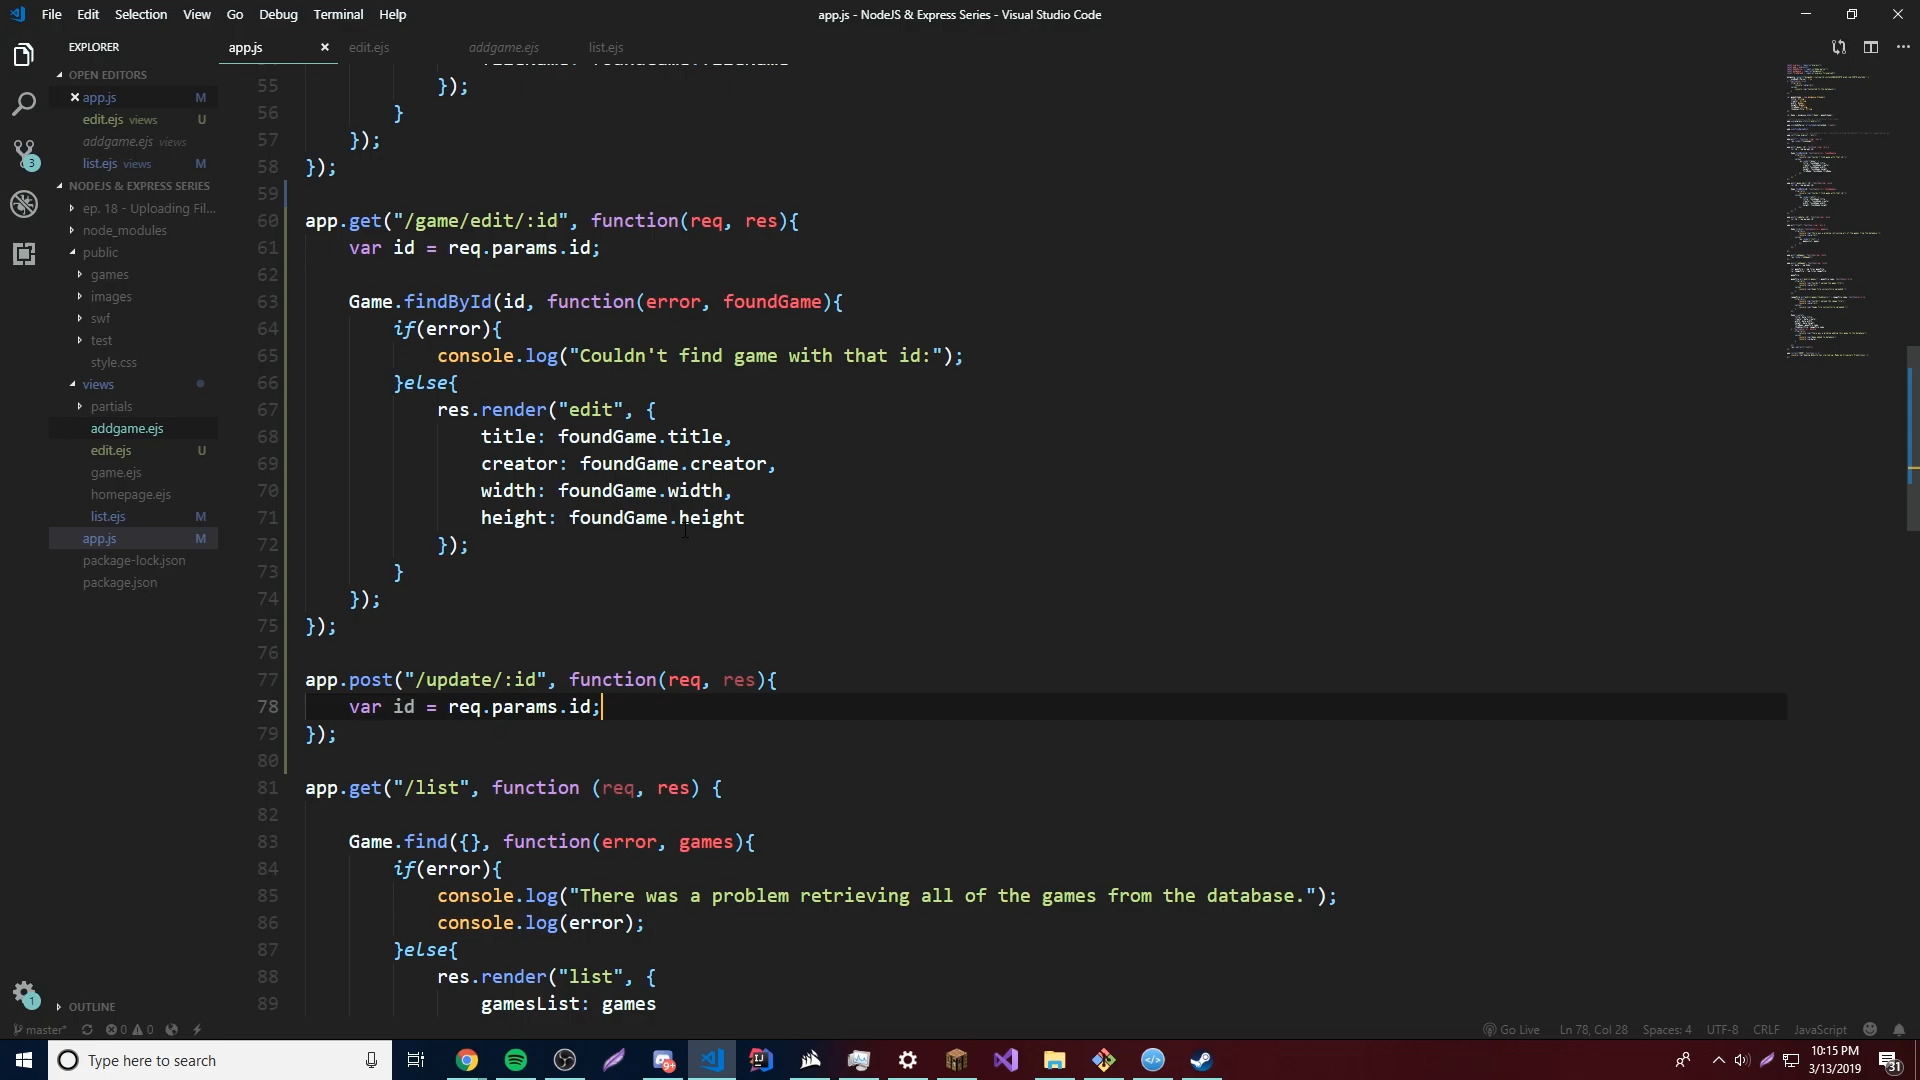 File Edit Selection View Go Debug Terminal Help
app.js - NodeJS & Express Series - Visual Studio Code
EXPLORER
OPEN EDITORS
app.js M
edit.ejs views U
addgame.ejs views
list.ejs views M
NODEJS & EXPRESS SERIES
ep. 18 - Uploading Fil...
node_modules
public
games
images
swf
test
style.css
views
partials
addgame.ejs
edit.ejs U
game.ejs
homepage.ejs
list.ejs M
app.js M
package-lock.json
package.json
OUTLINE
3
1
app.js edit.ejs addgame.ejs list.ejs
55 });
56 }
57 });
58 });
59
60 app.get("/game/edit/:id", function(req, res){
61 var id = req.params.id;
62
63 Game.findById(id, function(error, foundGame){
64 if(error){
65 console.log("Couldn't find game with that id:");
66 }else{
67 res.render("edit", {
68 title: foundGame.title,
69 creator: foundGame.creator,
70 width: foundGame.width,
71 height: foundGame.height
72 });
73 }
74 });
75 });
76
77 app.post("/update/:id", function(req, res){
78 var id = req.params.id;
79 });
80
81 app.get("/list", function (req, res) {
82
83 Game.find({}, function(error, games){
84 if(error){
85 console.log("There was a problem retrieving all of the games from the database.");
86 console.log(error);
87 }else{
88 res.render("list", {
89 gamesList: games
master* 0 0
Go Live Ln 78, Col 28 Spaces: 4 UTF-8 CRLF JavaScript
Type here to search
10:15 PM
3/13/2019
31